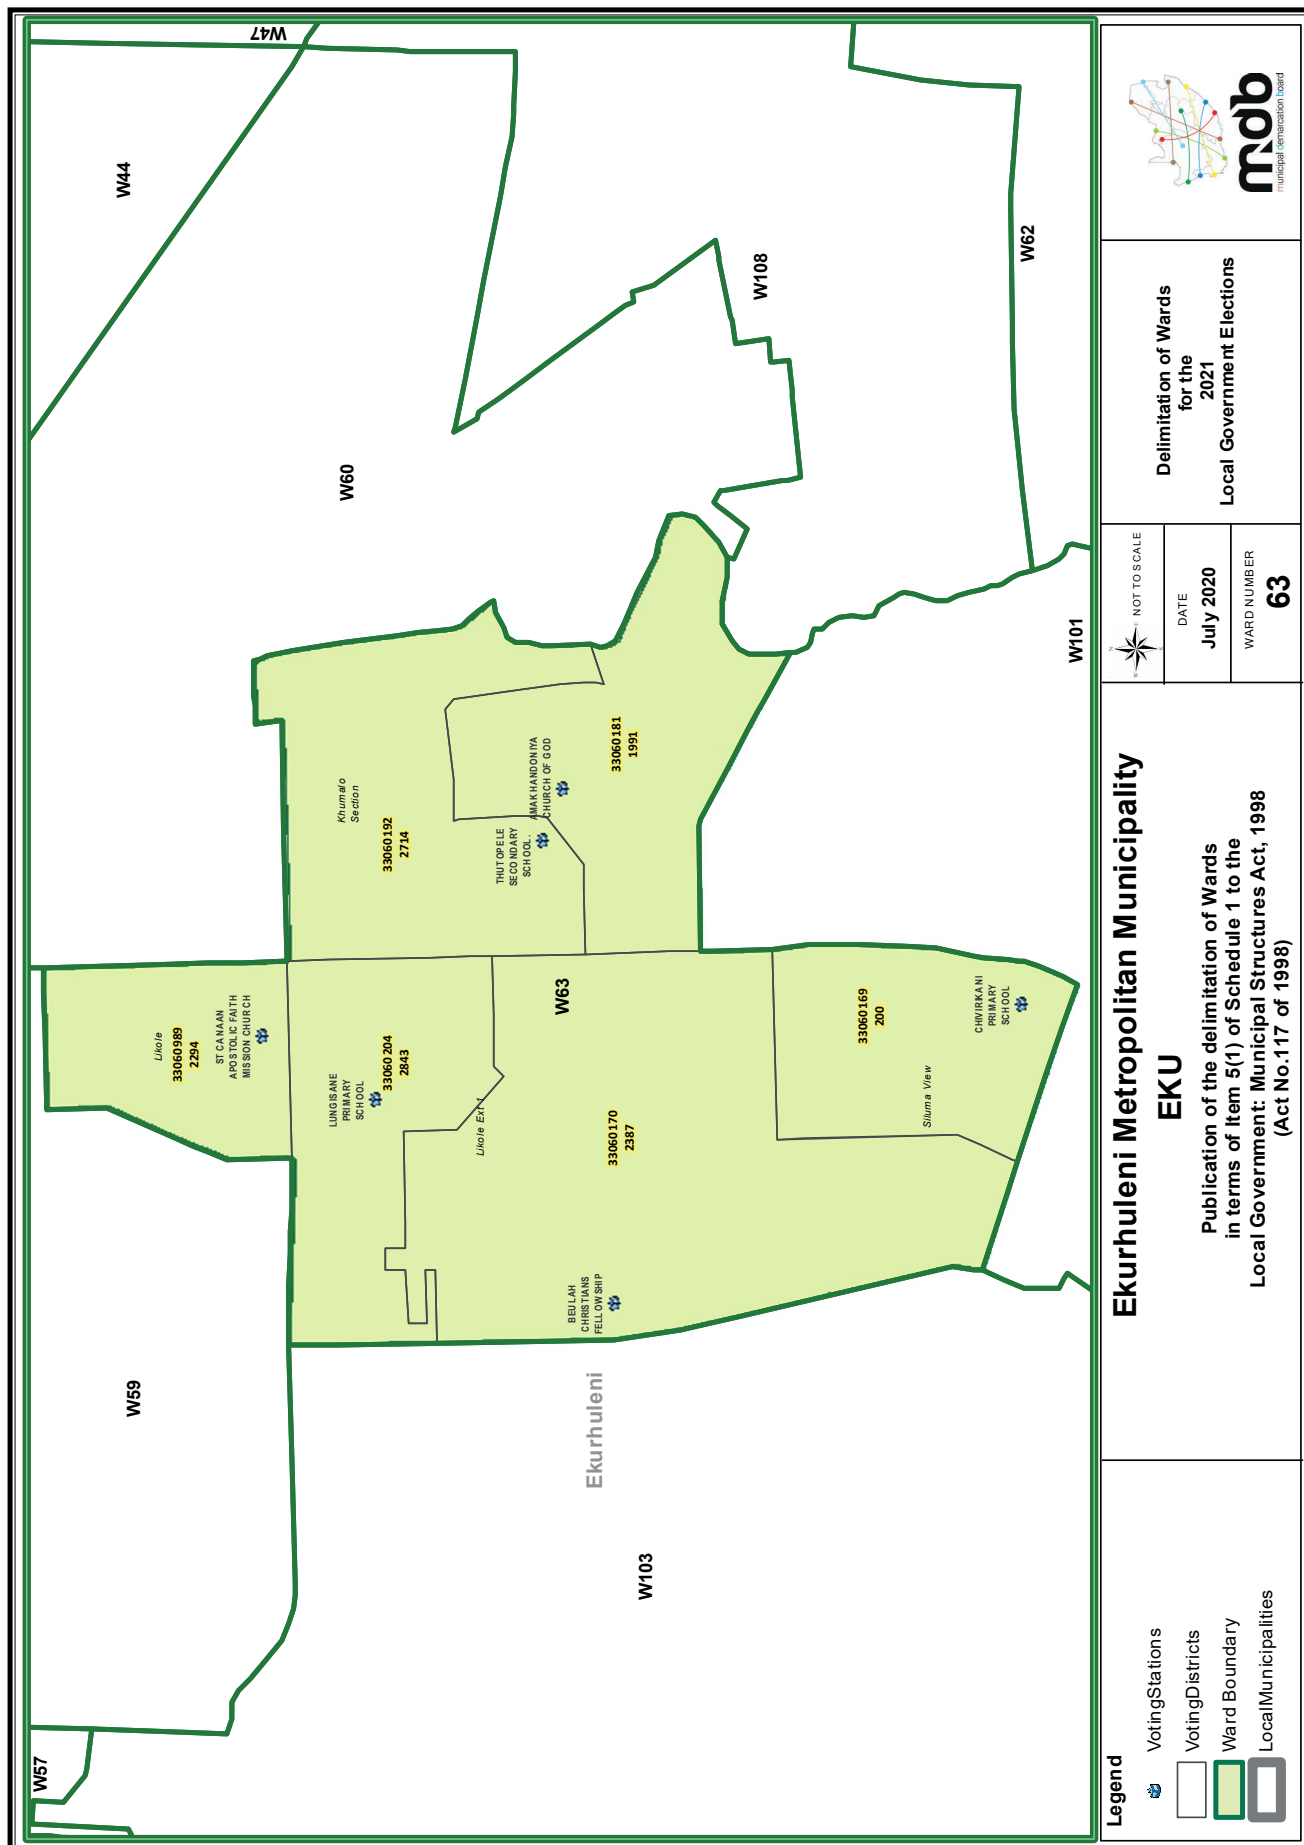 W57
W59
W44
W47
W60
W108
W62
W101
W103
W63
Ekurhuleni
Likole
33060989
2294
ST CANAAN
APOSTOLIC FAITH
MISSION CHURCH
LUNGISANE
PRIMARY
SCHOOL
33060204
2843
Likole Ext 1
Khumalo
Section
33060192
2714
THUTOPELE
SECONDARY
SCHOOL.
AMAKHANDONIYA
CHURCH OF GOD
33060181
1991
33060170
2387
BEULAH
CHRISTIANS
FELLOWSHIP
33060169
200
Siluma View
CHIVIRIKANI
PRIMARY
SCHOOL
Legend
VotingStations
VotingDistricts
Ward Boundary
LocalMunicipalities
Ekurhuleni Metropolitan Municipality
EKU
Publication of the delimitation of Wards
in terms of Item 5(1) of Schedule 1 to the
Local Government: Municipal Structures Act, 1998
(Act No.117 of 1998)
N
E
S
W
NOT TO SCALE
DATE
July 2020
WARD NUMBER
63
Delimitation of Wards
for the
2021
Local Government Elections
mdb
municipal demarcation board